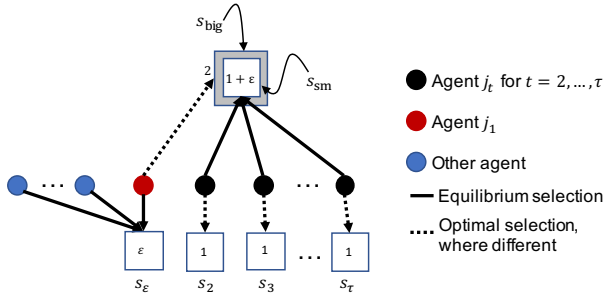 s_big
2
1 + ε
s_sm
... 
...
ε
1
1
...
1
s_ε
s_2
s_3
s_τ
Agent j_t for t = 2, ..., τ
Agent j_1
Other agent
Equilibrium selection
Optimal selection,
where different